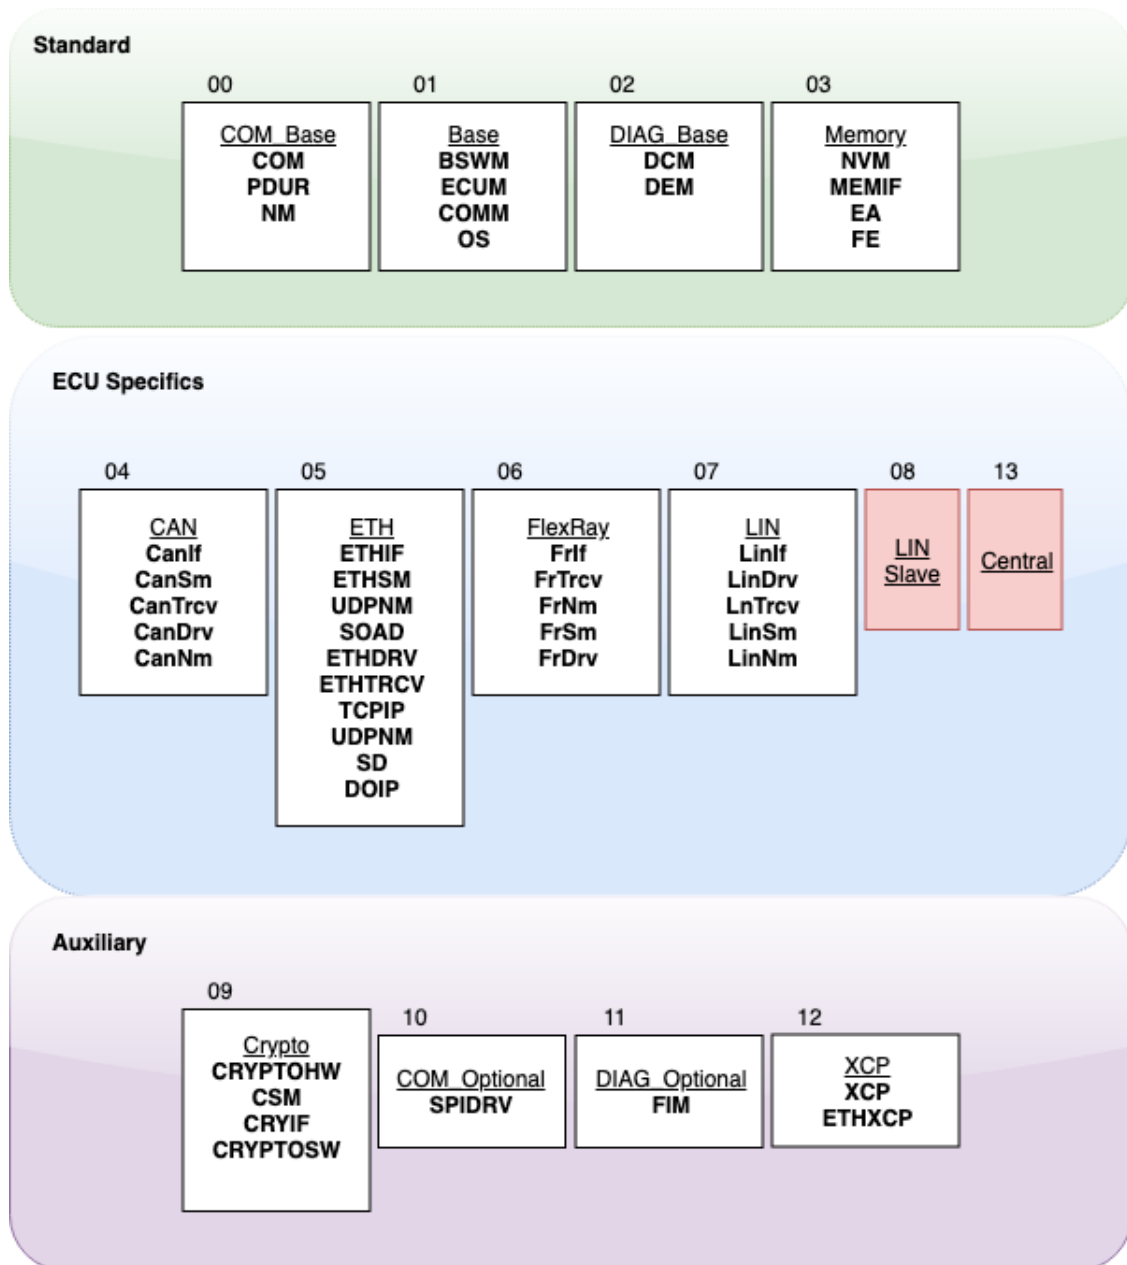 Standard
00
COM_Base
COM
PDUR
NM
01
Base
BSWM
ECUM
COMM
OS
02
DIAG_Base
DCM
DEM
03
Memory
NVM
MEMIF
EA
FE
ECU Specifics
04
CAN
CanIf
CanSm
CanTrcv
CanDrv
CanNm
05
ETH
ETHIF
ETHSM
UDPNM
SOAD
ETHDRV
ETHTRCV
TCPIP
UDPNM
SD
DOIP
06
FlexRay
FrIf
FrTrcv
FrNm
FrSm
FrDrv
07
LIN
LinIf
LinDrv
LnTrcv
LinSm
LinNm
08
LIN
Slave
13
Central
Auxiliary
09
Crypto
CRYPTOHW
CSM
CRYIF
CRYPTOSW
10
COM_Optional
SPIDRV
11
DIAG_Optional
FIM
12
XCP
XCP
ETHXCP